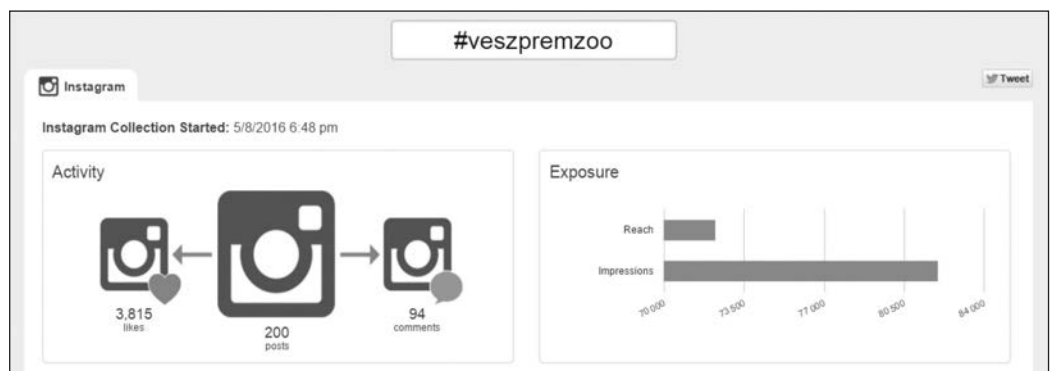 #veszpremzoo
Tweet
Instagram
Instagram Collection Started: 5/8/2016 6:48 pm
Activity
3,815
likes
200
posts
94
comments
Exposure
Reach
Impressions
70 000
73 500
77 000
80 500
84 000